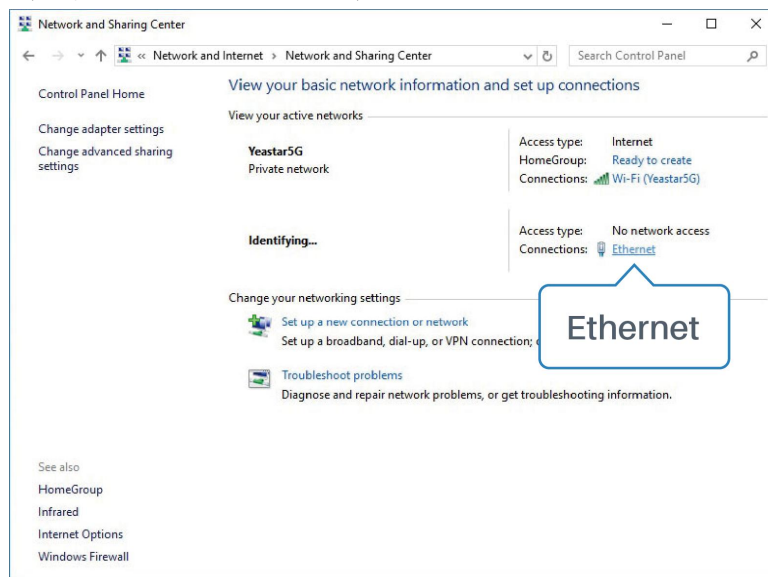 Network and Sharing Center
« Network and Internet › Network and Sharing Center
Search Control Panel
Control Panel Home
Change adapter settings
Change advanced sharing
settings
View your basic network information and set up connections
View your active networks
Yeastar5G
Private network
Access type: Internet
HomeGroup: Ready to create
Connections: Wi-Fi (Yeastar5G)
Identifying...
Access type: No network access
Connections: Ethernet
Ethernet
Change your networking settings
Set up a new connection or network
Set up a broadband, dial-up, or VPN connection;
Troubleshoot problems
Diagnose and repair network problems, or get troubleshooting information.
See also
HomeGroup
Infrared
Internet Options
Windows Firewall